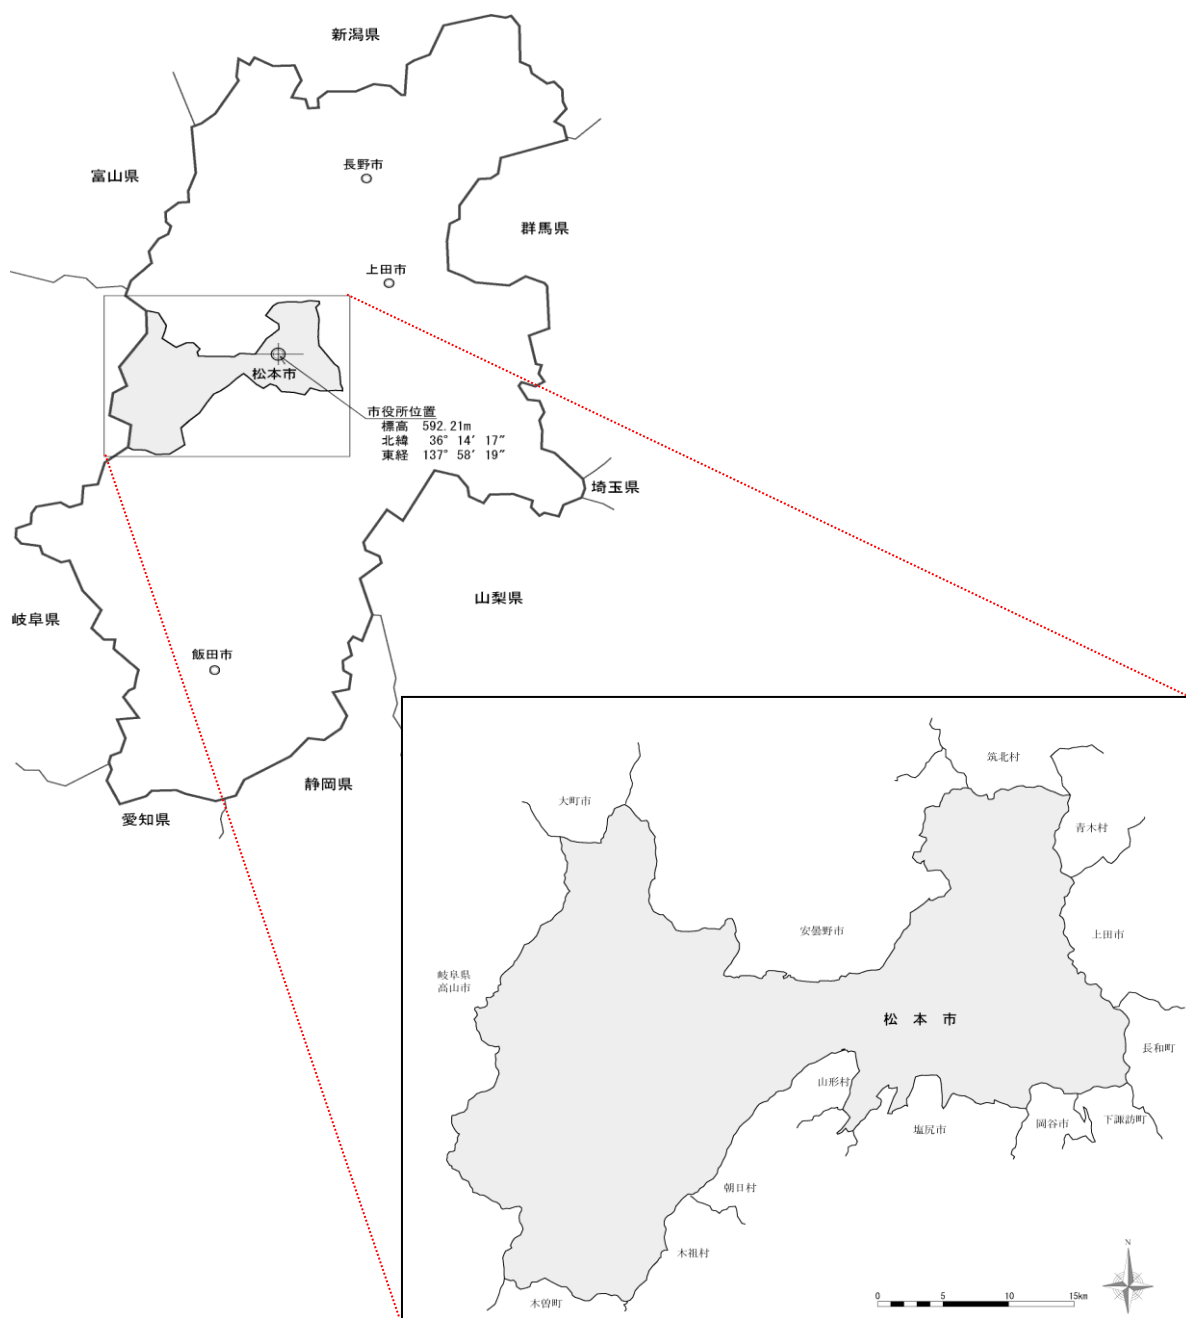 新潟県
長野市
富山県
群馬県
上田市
松本市
市役所位置
標高 592.21m
北緯 36° 14′ 17″
東経 137° 58′ 19″
埼玉県
山梨県
岐阜県
飯田市
静岡県
愛知県
筑北村
大町市
青木村
安曇野市
上田市
岐阜県
高山市
松 本 市
長和町
山形村
塩尻市
岡谷市
下諏訪町
朝日村
木祖村
木曽町
N
0 5 10 15km